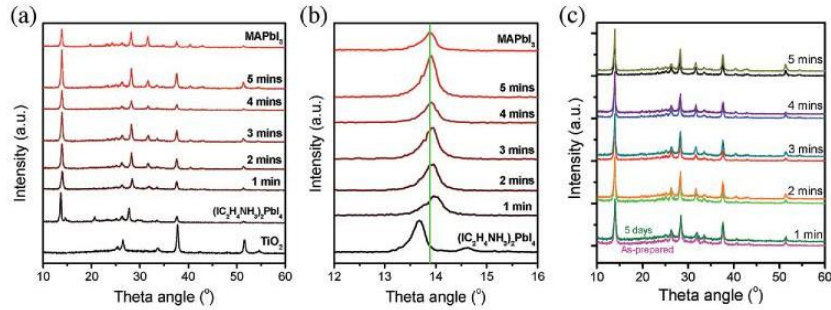 (a)
Intensity (a.u.)
MAPbI₃
5 mins
4 mins
3 mins
2 mins
1 min
(IC₂H₄NH₃)₂PbI₄
TiO₂
10 20 30 40 50 60
Theta angle (°)
(b)
Intensity (a.u.)
MAPbI₃
5 mins
4 mins
3 mins
2 mins
1 min
(IC₂H₄NH₃)₂PbI₄
12 13 14 15 16
Theta angle (°)
(c)
Intensity (a.u.)
5 mins
4 mins
3 mins
2 mins
5 days
1 min
As-prepared
10 20 30 40 50 60
Theta angle (°)